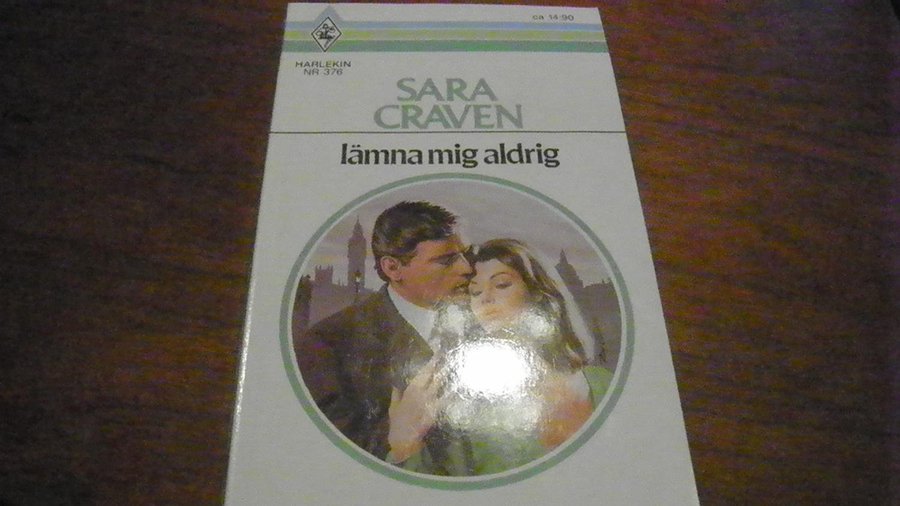 ca 14:90
HARLEKIN
NR 376
SARA
CRAVEN
lämna mig aldrig